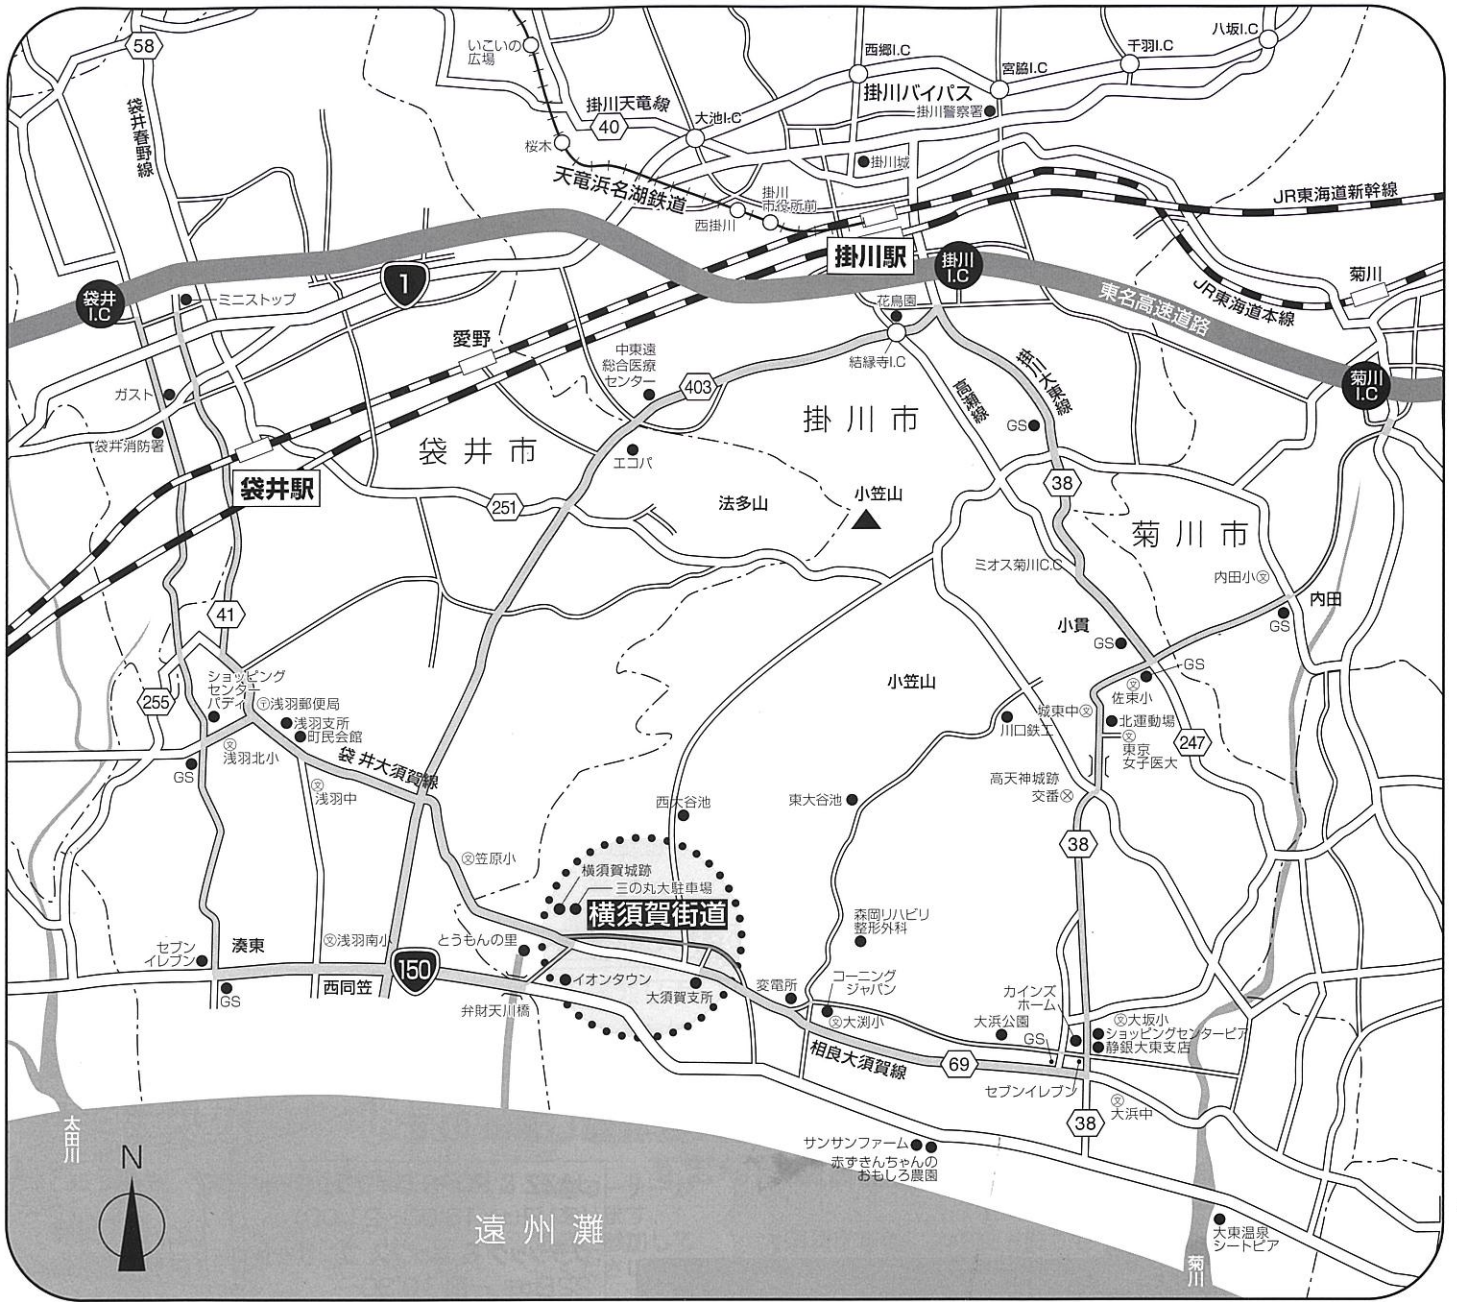 58
袋井春野線
いこいの
広場
掛川天竜線
40
大池I.C
西郷I.C
宮脇I.C
千羽I.C
八坂I.C
掛川バイパス
掛川警察署
掛川城
桜木
天竜浜名湖鉄道
西掛川
掛川
市役所前
JR東海道新幹線
掛川駅
掛川
I.C
菊川
JR東海道本線
東名高速道路
菊川
I.C
袋井
I.C
ミニストップ
1
花鳥園
結縁寺I.C
愛野
中東遠
総合医療
センター
403
掛川大東線
高瀬線
掛川市
GS
ガスト
袋井消防署
袋井市
エコパ
袋井駅
251
法多山
小笠山
38
菊川市
ミオス菊川C.C
内田小文
内田
GS
41
小貫
GS
GS
文
佐東小
255
ショッピング
センター
パディ
〒浅羽郵便局
浅羽支所
町民会館
文
浅羽北小
GS
小笠山
城東中文
北運動場
文
東京
女子医大
川口鉄工
247
袋井大須賀線
文
浅羽中
高天神城跡
交番
西大谷池
東大谷池
38
文笠原小
横須賀城跡
三の丸大駐車場
横須賀街道
森岡リハビリ
整形外科
セブン
イレブン
湊東
文浅羽南小
とうもんの里
150
西同笠
GS
イオンタウン
大須賀支所
弁財天川橋
変電所
コーニング
ジャパン
文大渕小
カインズ
ホーム
大浜公園
GS
文大坂小
ショッピングセンターピア
静銀大東支店
相良大須賀線
69
セブンイレブン
文
大浜中
38
太田川
サンサンファーム
赤ずきんちゃんの
おもしろ農園
N
遠州灘
大東温泉
シートピア
菊川